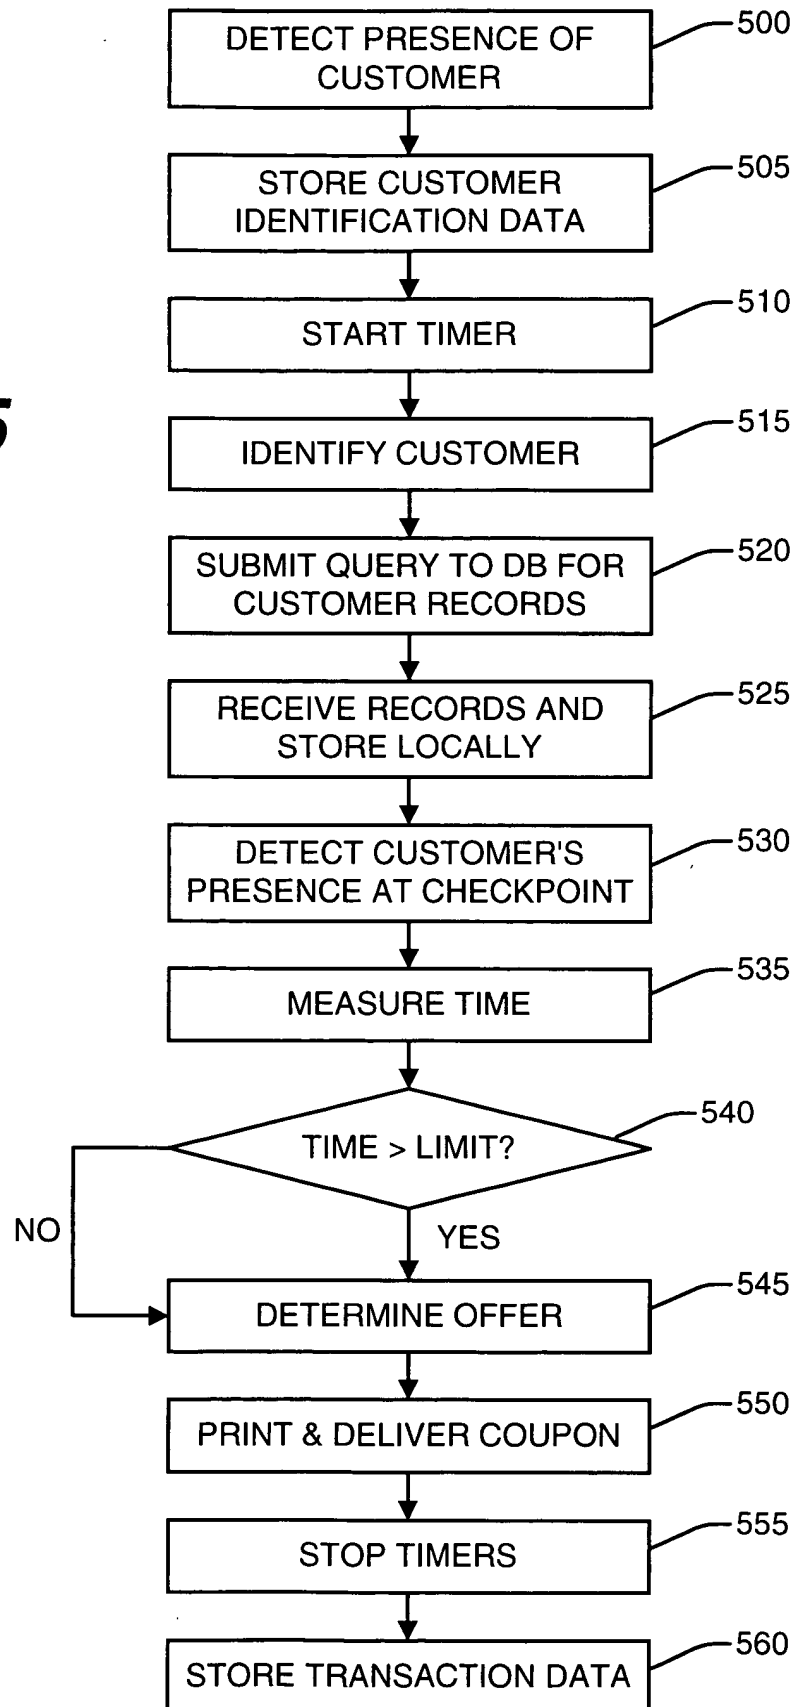 DETECT PRESENCE OF
CUSTOMER
500
STORE CUSTOMER
IDENTIFICATION DATA
505
START TIMER
510
IDENTIFY CUSTOMER
515
SUBMIT QUERY TO DB FOR
CUSTOMER RECORDS
520
RECEIVE RECORDS AND
STORE LOCALLY
525
DETECT CUSTOMER'S
PRESENCE AT CHECKPOINT
530
MEASURE TIME
535
TIME > LIMIT?
540
NO
YES
DETERMINE OFFER
545
PRINT & DELIVER COUPON
550
STOP TIMERS
555
STORE TRANSACTION DATA
560